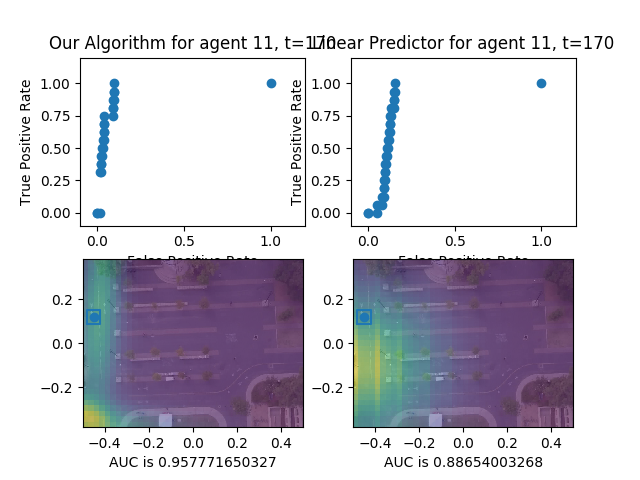 Our Algorithm for agent 11, t=170
Linear Predictor for agent 11, t=170
True Positive Rate
1.00
0.75
0.50
0.25
0.00
0.0 0.5 1.0
False Positive Rate
True Positive Rate
1.00
0.75
0.50
0.25
0.00
0.0 0.5 1.0
False Positive Rate
0.2
0.0
−0.2
−0.4 −0.2 0.0 0.2 0.4
AUC is 0.957771650327
0.2
0.0
−0.2
−0.4 −0.2 0.0 0.2 0.4
AUC is 0.88654003268